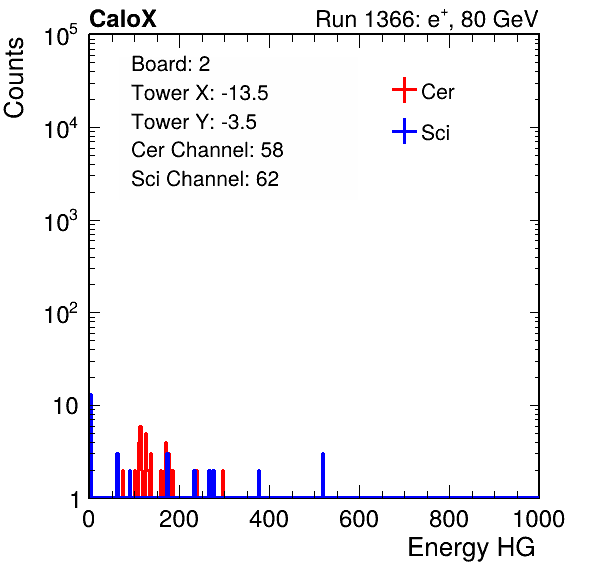 CaloX Run 1366: e⁺, 80 GeV
Counts
10⁵
10⁴
10³
10²
10
1
Board: 2
Tower X: -13.5
Tower Y: -3.5
Cer Channel: 58
Sci Channel: 62
Cer
Sci
0 200 400 600 800 1000
Energy HG